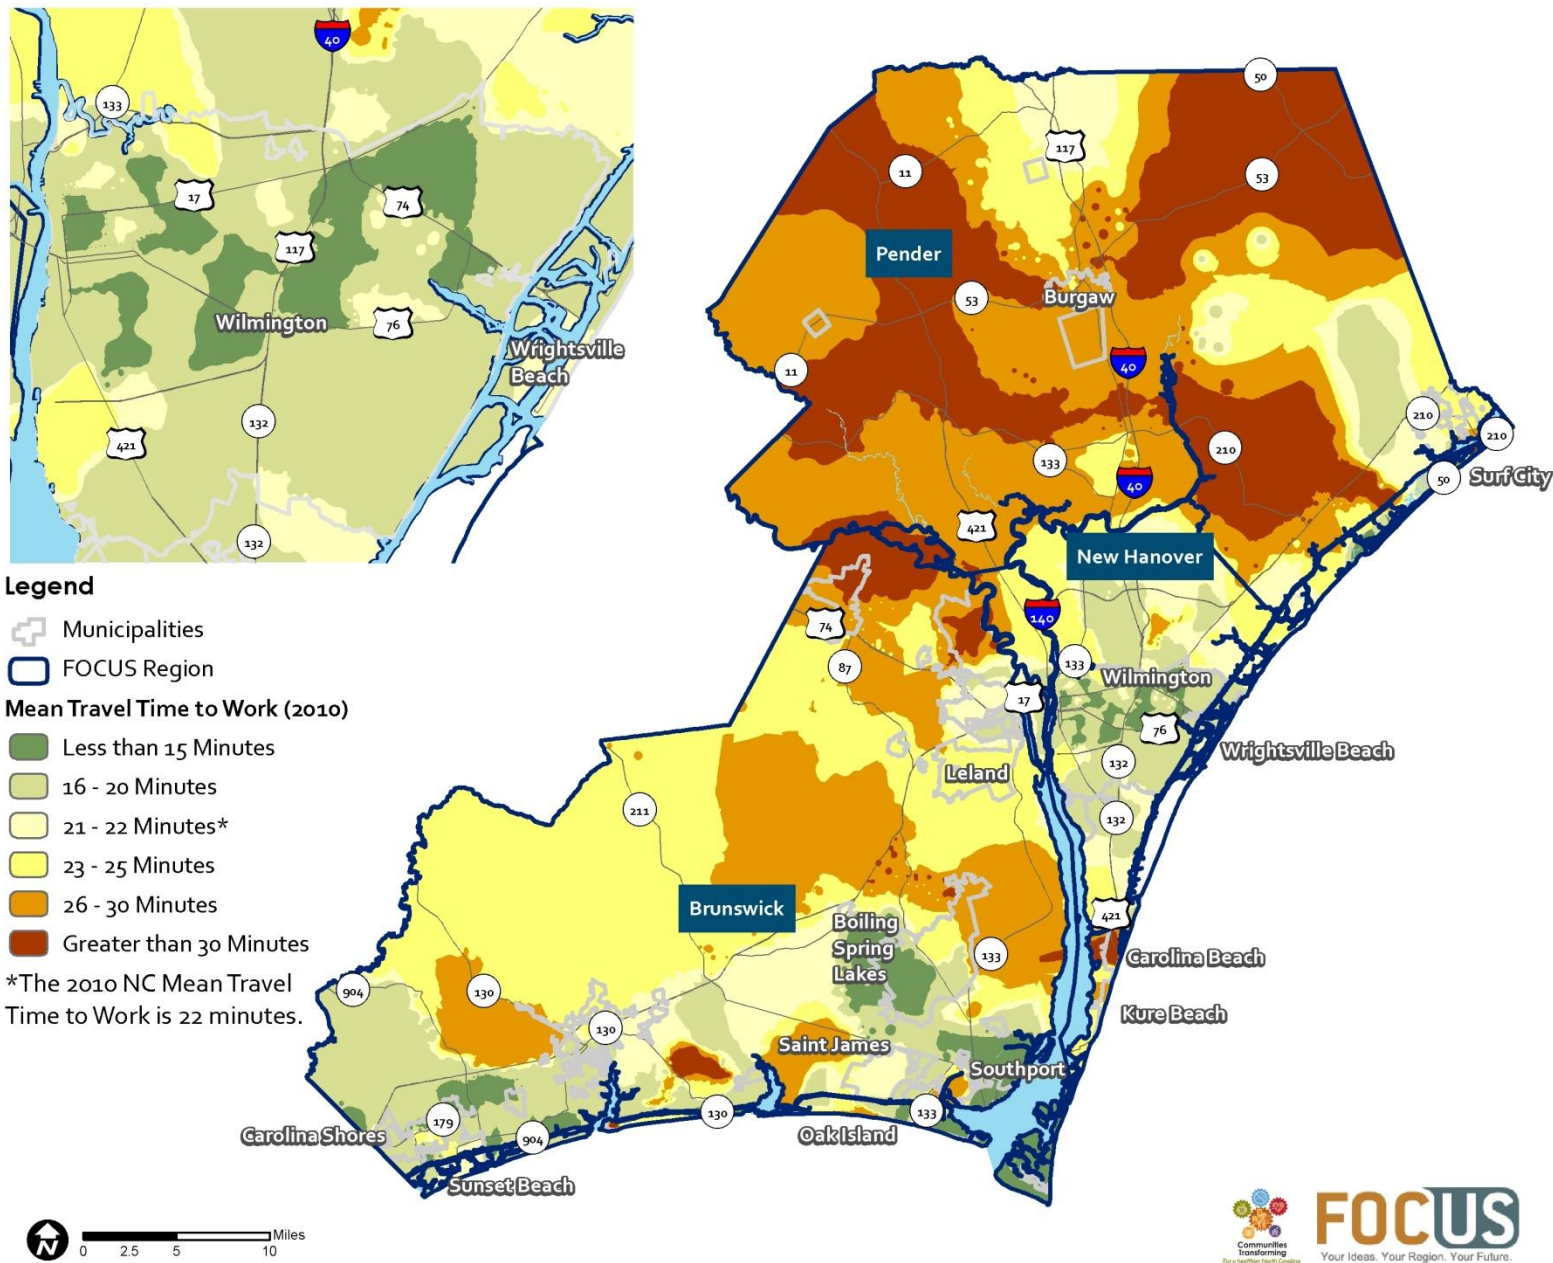 40
133
17
74
117
Wilmington
76
Wrightsville
Beach
132
421
132
50
117
11
53
Pender
53
Burgaw
40
11
210
210
133
210
40
50
Surf City
421
New Hanover
140
74
87
133
Wilmington
17
76
Wrightsville Beach
132
Leland
211
132
Brunswick
421
Boiling
Spring
Lakes
133
Carolina Beach
904
130
Kure Beach
130
Saint James
Southport
179
130
133
Carolina Shores
904
Oak Island
Sunset Beach
Legend
Municipalities
FOCUS Region
Mean Travel Time to Work (2010)
Less than 15 Minutes
16 - 20 Minutes
21 - 22 Minutes*
23 - 25 Minutes
26 - 30 Minutes
Greater than 30 Minutes
*The 2010 NC Mean Travel
Time to Work is 22 minutes.
N
Miles
0 2.5 5 10
Communities
Transforming
For a healthier North Carolina
FOCUS
Your Ideas. Your Region. Your Future.